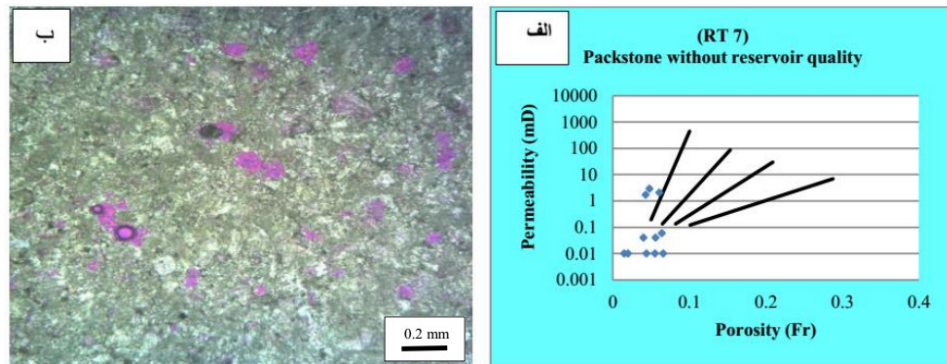 ب
0.2 mm
الف
(RT 7)
Packstone without reservoir quality
Permeability (mD)
10000
1000
100
10
1
0.1
0.01
0.001
0
0.1
0.2
0.3
0.4
Porosity (Fr)